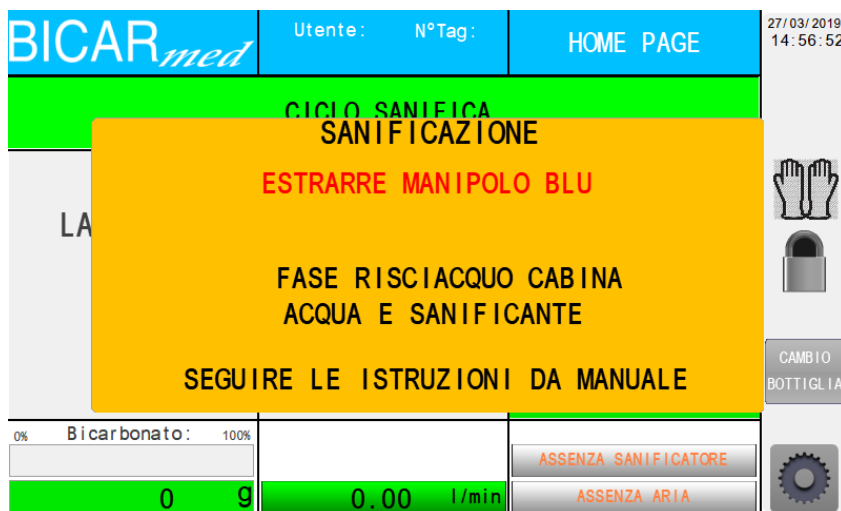 BICARmed
Utente: N°Tag:
HOME PAGE
27/03/2019
14:56:52
CICLO SANIFICA
SANIFICAZIONE
ESTRARRE MANIPOLO BLU
LA
FASE RISCIACQUO CABINA
ACQUA E SANIFICANTE
SEGUIRE LE ISTRUZIONI DA MANUALE
CAMBIO
BOTTIGLIA
0% Bicarbonato: 100%
ASSENZA SANIFICATORE
0 g
0.00 l/min
ASSENZA ARIA